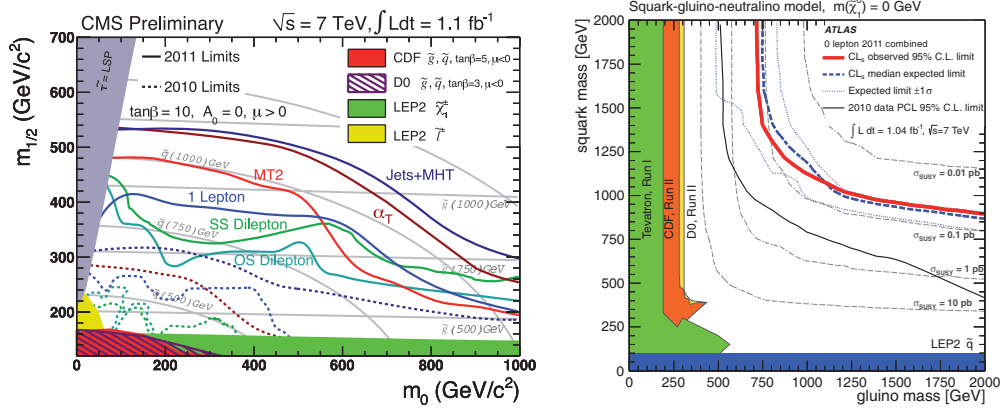 CMS Preliminary
√s = 7 TeV, ∫Ldt = 1.1 fb⁻¹
m₁/₂ (GeV/c²)
700
600
500
400
300
200
τ̃ = LSP
2011 Limits
2010 Limits
tanβ = 10, A₀ = 0, μ > 0
CDF g̃, q̃, tanβ=5, μ<0
D0 g̃, q̃, tanβ=3, μ<0
LEP2 χ̃₁±
LEP2 l̃±
q̃(1000)GeV
MT2
Jets+MHT
1 Lepton
α_T
g̃(1000)GeV
SS Dilepton
q̃(750)GeV
OS Dilepton
g̃(750)GeV
q̃(500)GeV
g̃(500)GeV
0
200
400
600
800
1000
m₀ (GeV/c²)
Squark-gluino-neutralino model, m(χ̃₁⁰) = 0 GeV
squark mass [GeV]
2000
1750
1500
1250
1000
750
500
250
0
ATLAS
0 lepton 2011 combined
CLₛ observed 95% C.L. limit
CLₛ median expected limit
Expected limit ±1σ
2010 data PCL 95% C.L. limit
∫L dt = 1.04 fb⁻¹, √s=7 TeV
Tevatron, Run I
CDF, Run II
D0, Run II
σ_SUSY = 0.01 pb
σ_SUSY = 0.1 pb
σ_SUSY = 1 pb
σ_SUSY = 10 pb
LEP2 q̃
0
250
500
750
1000
1250
1500
1750
2000
gluino mass [GeV]